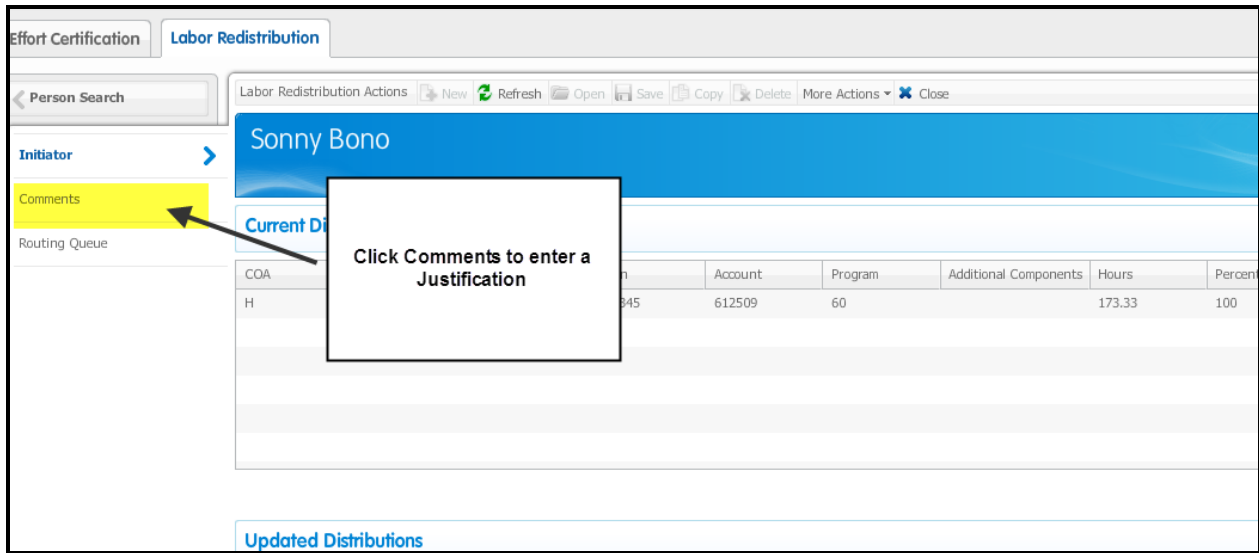 Effort Certification Labor Redistribution
Person Search
Labor Redistribution Actions New Refresh Open Save Copy Delete More Actions Close
Sonny Bono
Initiator
Comments
Routing Queue
Click Comments to enter a
Justification
Current Di
COA n Account Program Additional Components Hours Percent
H 345 612509 60 173.33 100
Updated Distributions